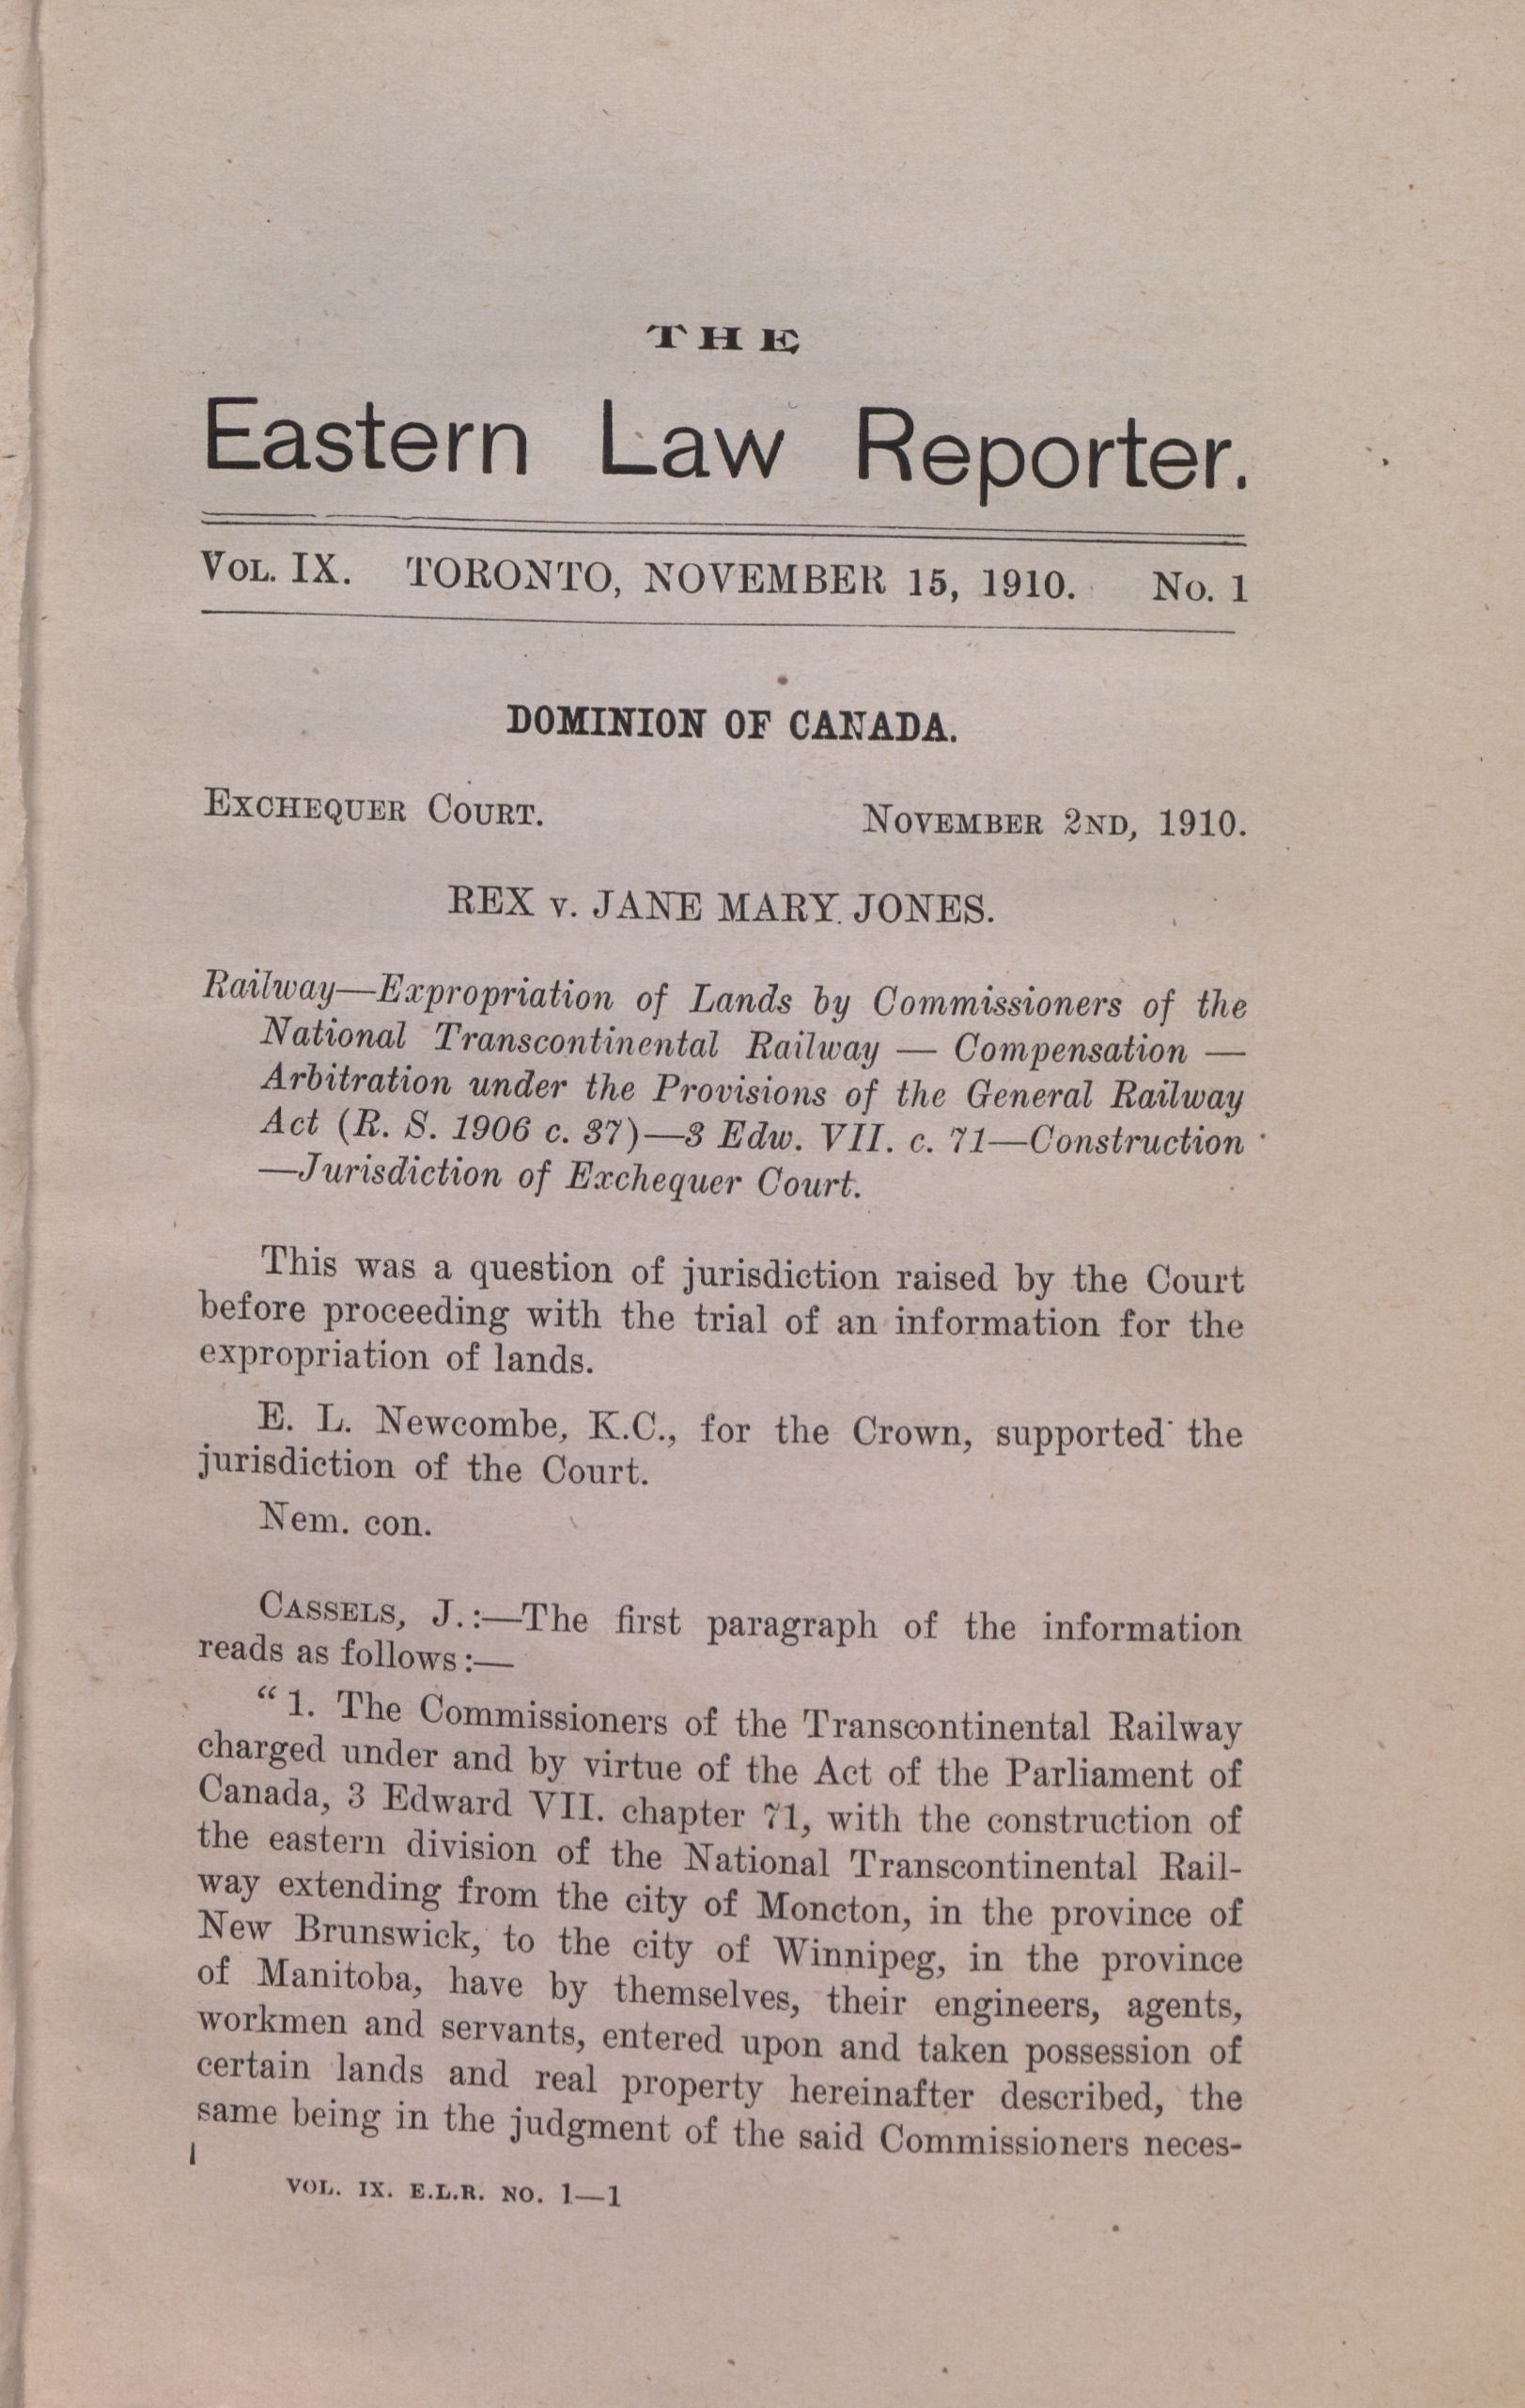 THE
Eastern Law Reporter.
VOL. IX. TORONTO, NOVEMBER 15, 1910. No. 1
DOMINION OF CANADA.
EXCHEQUER COURT. NOVEMBER 2ND, 1910.
REX v. JANE MARY JONES.
Railway—Expropriation of Lands by Commissioners of the
National Transcontinental Railway — Compensation —
Arbitration under the Provisions of the General Railway
Act (R. S. 1906 c. 37)—3 Edw. VII. c. 71—Construction
—Jurisdiction of Exchequer Court.
This was a question of jurisdiction raised by the Court
before proceeding with the trial of an information for the
expropriation of lands.
E. L. Newcombe, K.C., for the Crown, supported the
jurisdiction of the Court.
Nem. con.
CASSELS, J.:—The first paragraph of the information
reads as follows:—
“1. The Commissioners of the Transcontinental Railway
charged under and by virtue of the Act of the Parliament of
Canada, 3 Edward VII. chapter 71, with the construction of
the eastern division of the National Transcontinental Rail-
way extending from the city of Moncton, in the province of
New Brunswick, to the city of Winnipeg, in the province
of Manitoba, have by themselves, their engineers, agents,
workmen and servants, entered upon and taken possession of
certain lands and real property hereinafter described, the
same being in the judgment of the said Commissioners neces-
VOL. IX. E.L.R. NO. 1—1